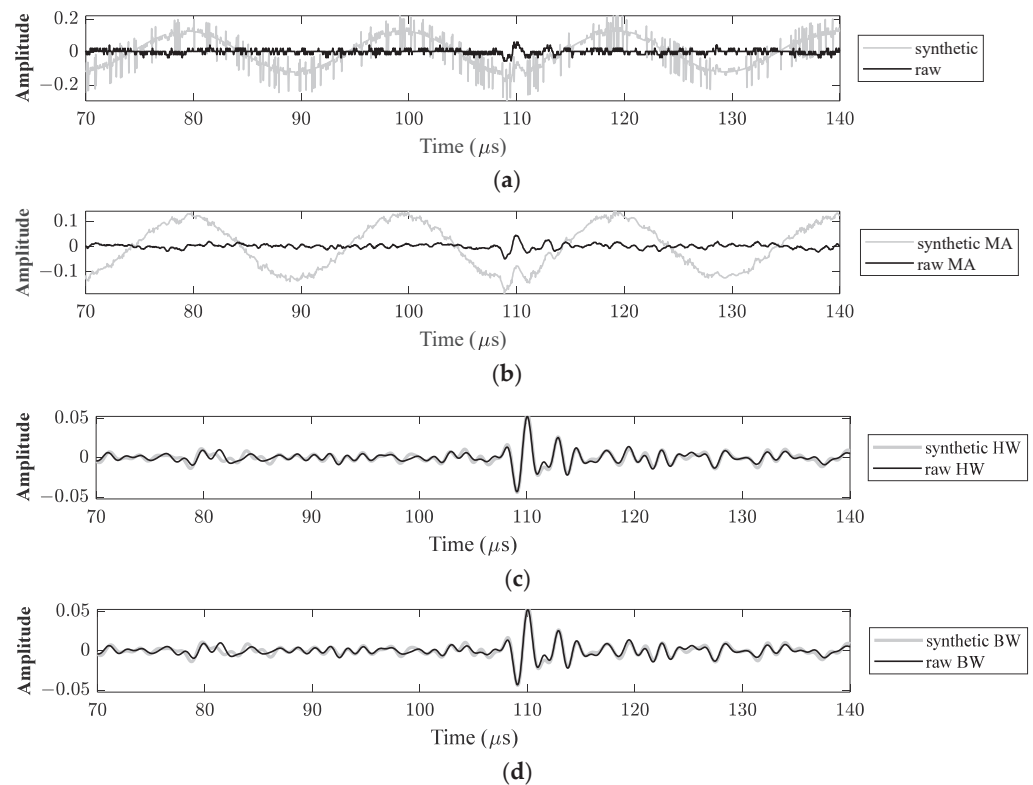 0.2
0
−0.2
Amplitude
70 80 90 100 110 120 130 140
Time (μs)
synthetic
raw
(a)
0.1
0
−0.1
Amplitude
70 80 90 100 110 120 130 140
Time (μs)
synthetic MA
raw MA
(b)
0.05
0
−0.05
Amplitude
70 80 90 100 110 120 130 140
Time (μs)
synthetic HW
raw HW
(c)
0.05
0
−0.05
Amplitude
70 80 90 100 110 120 130 140
Time (μs)
synthetic BW
raw BW
(d)